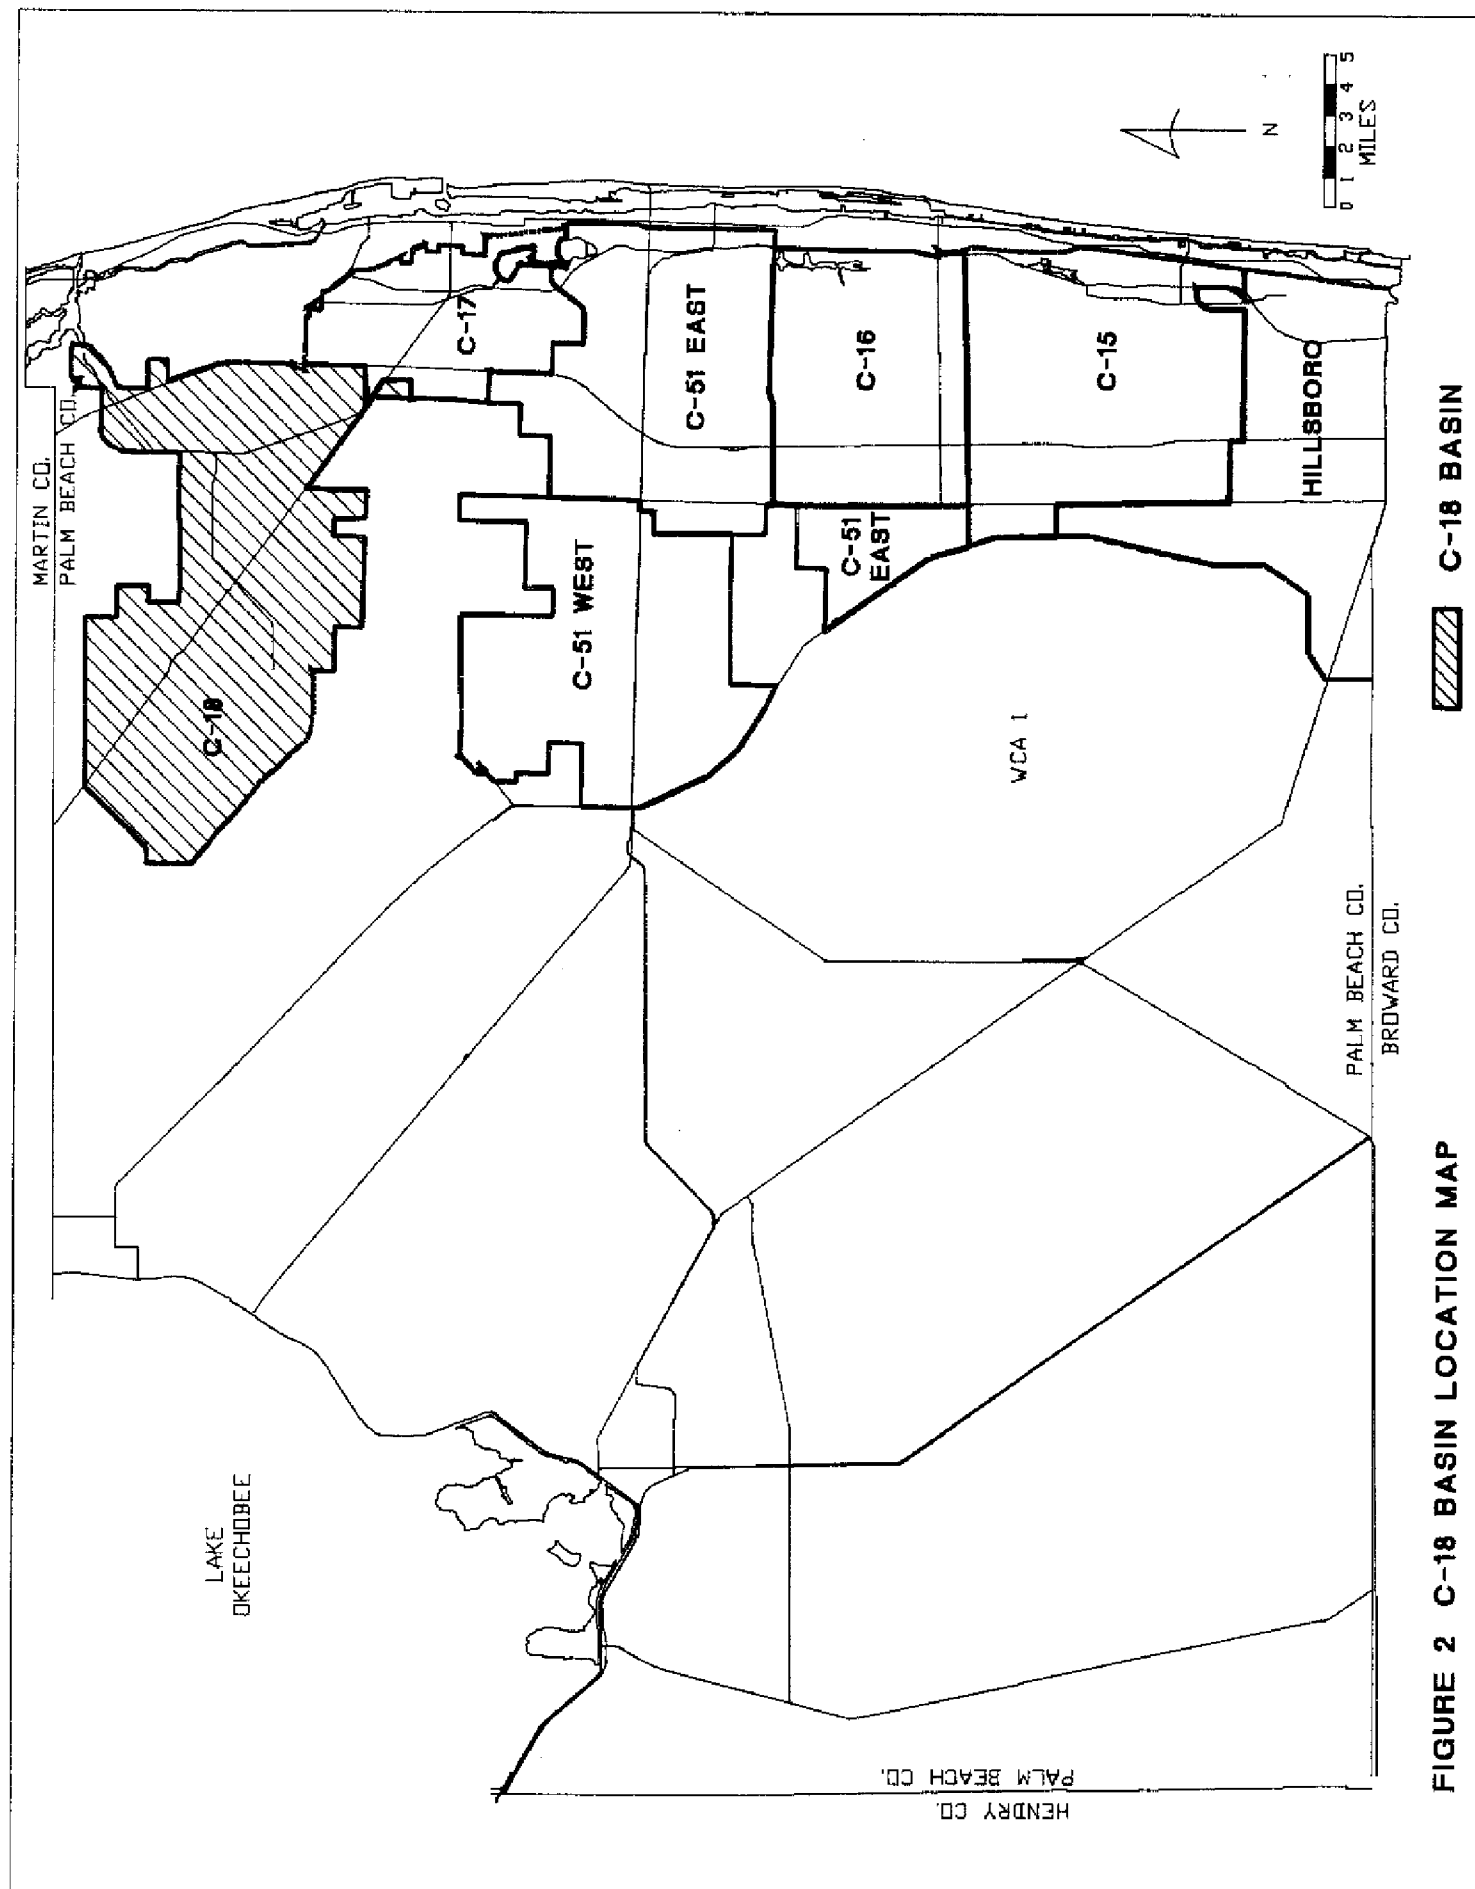 MARTIN CO.
PALM BEACH CO.
LAKE
OKEECHOBEE
C-18
C-17
C-51 WEST
C-51 EAST
C-51
EAST
C-16
C-15
WCA 1
HILLSBORO
HENDRY CO.
PALM BEACH CO.
PALM BEACH CO.
BROWARD CO.
N
0 1 2 3 4 5
MILES
FIGURE 2 C-18 BASIN LOCATION MAP
C-18 BASIN